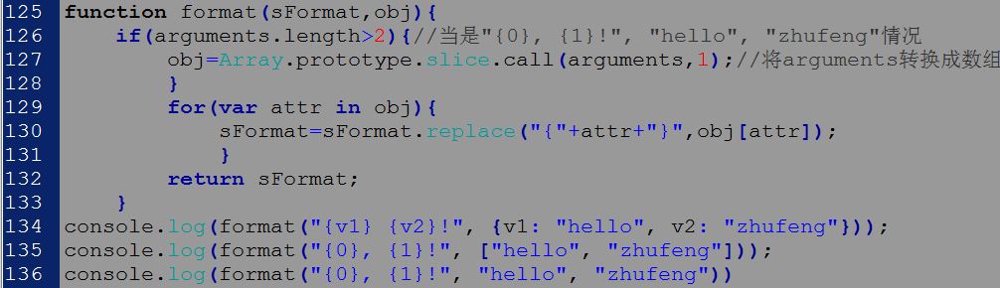 125 function format(sFormat,obj){
126 if(arguments.length>2){//当是"{0}, {1}!", "hello", "zhufeng"情况
127 obj=Array.prototype.slice.call(arguments,1);//将arguments转换成数组
128 }
129 for(var attr in obj){
130 sFormat=sFormat.replace("{"+attr+"}",obj[attr]);
131 }
132 return sFormat;
133 }
134 console.log(format("{v1} {v2}!", {v1: "hello", v2: "zhufeng"}));
135 console.log(format("{0}, {1}!", ["hello", "zhufeng"]));
136 console.log(format("{0}, {1}!", "hello", "zhufeng"))